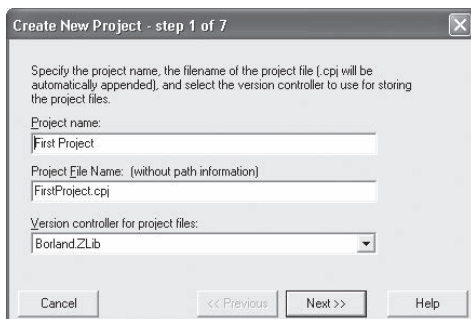 Create New Project - step 1 of 7
Specify the project name, the filename of the project file (.cpj will be
automatically appended), and select the version controller to use for storing
the project files.
Project name:
First Project
Project File Name: (without path information)
FirstProject.cpj
Version controller for project files:
Borland.ZLib
Cancel
<< Previous
Next >>
Help